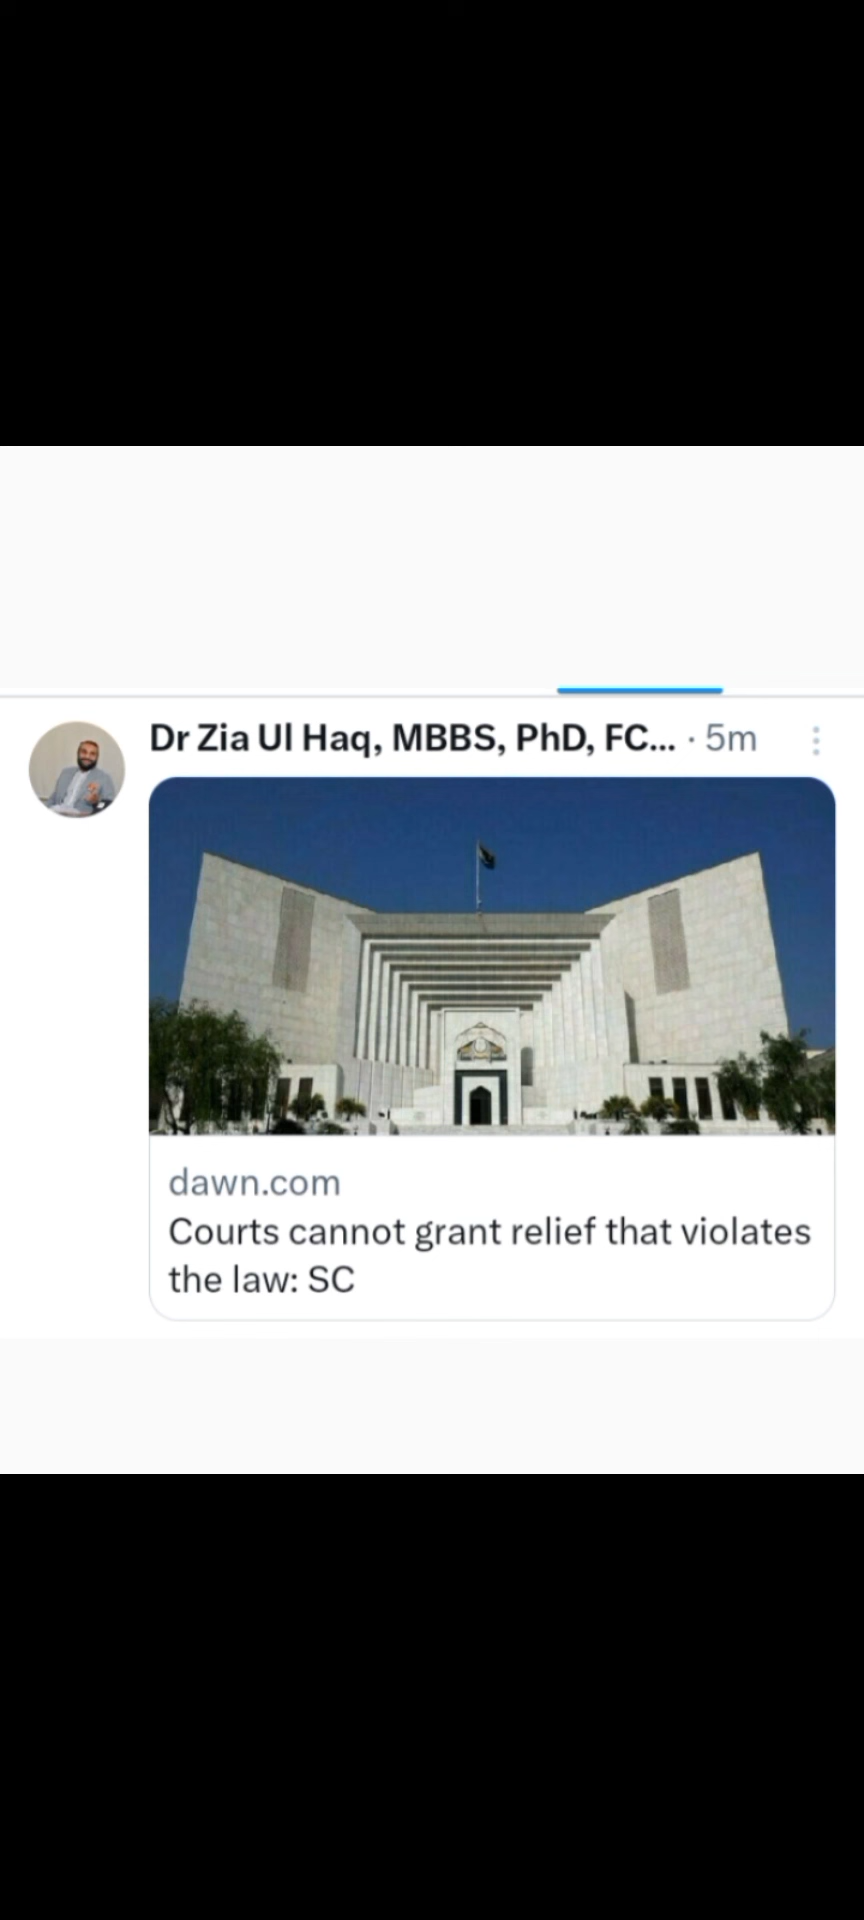 Dr Zia Ul Haq, MBBS, PhD, FC... · 5m
dawn.com
Courts cannot grant relief that violates
the law: SC